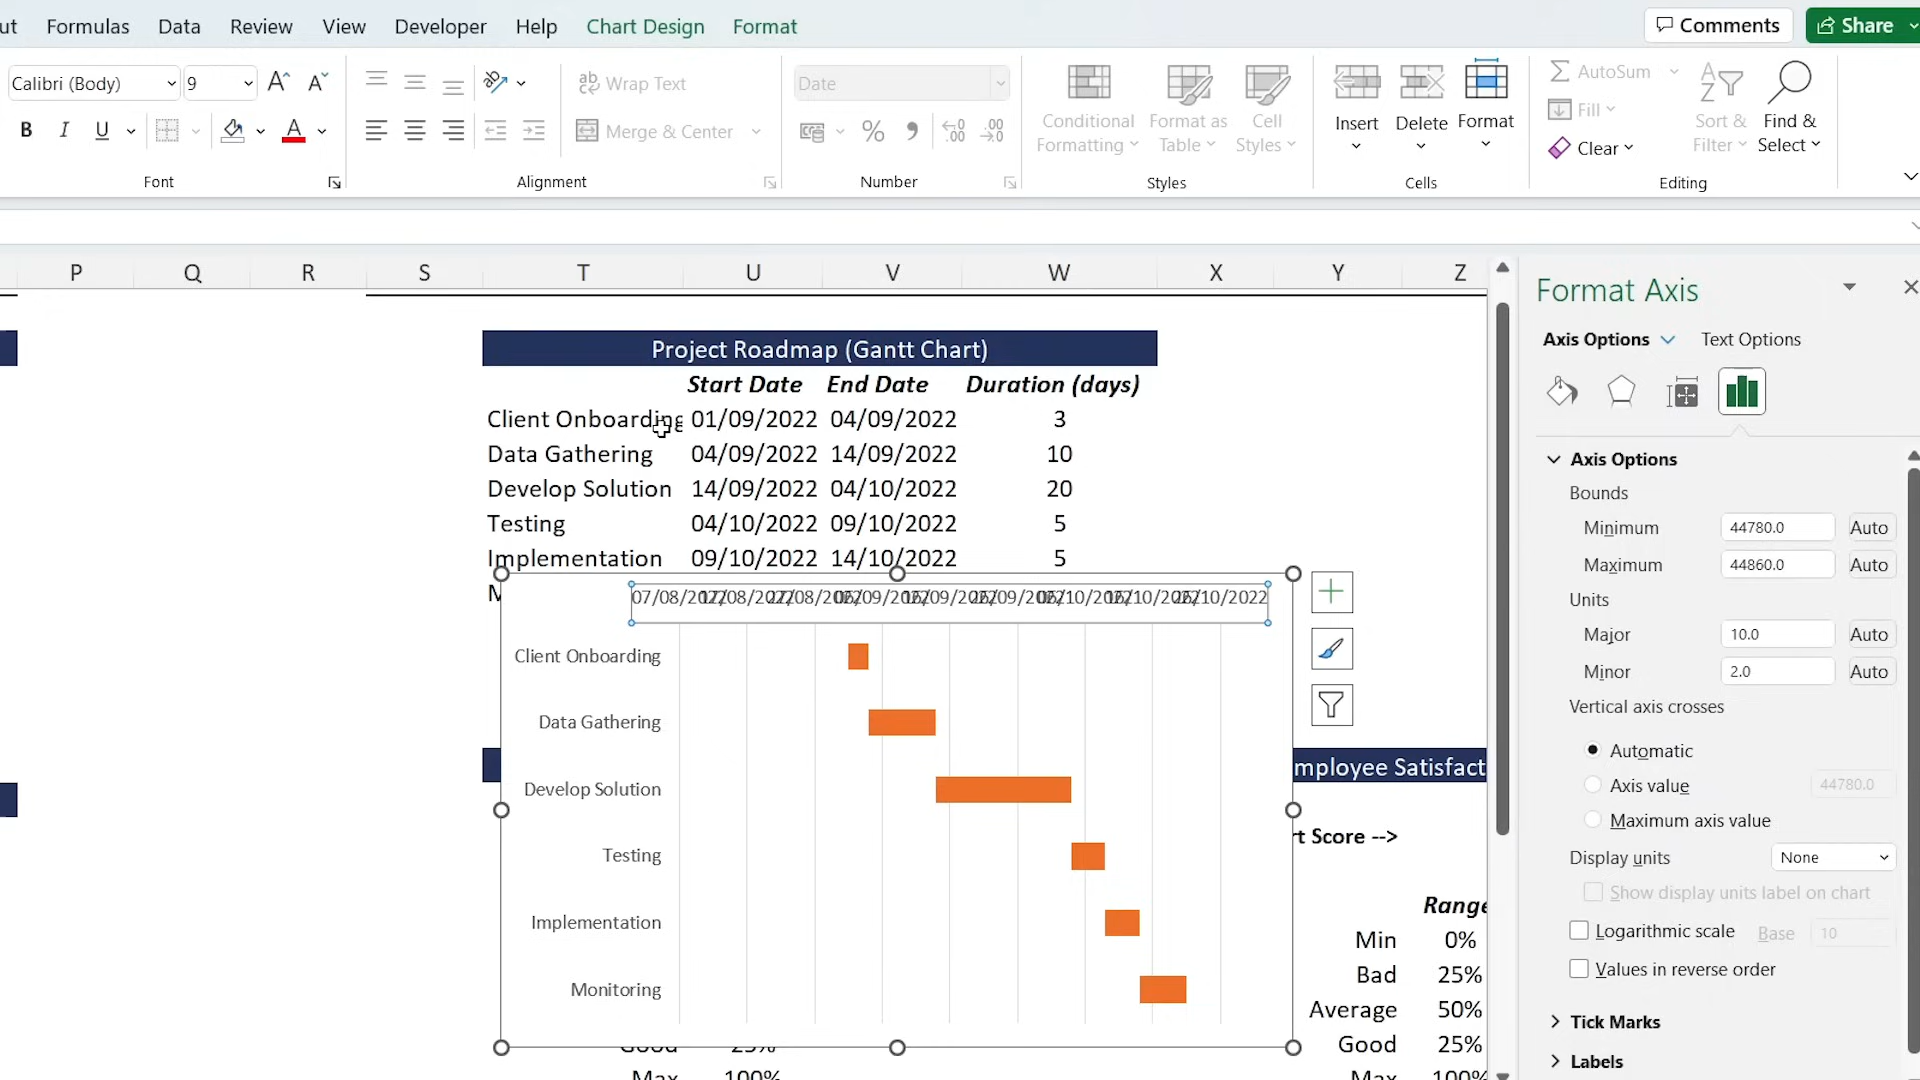 ut Formulas Data Review View Developer Help Chart Design Format Comments Share
Calibri (Body) 9 Wrap Text Date AutoSum
Conditional Formatting Format as Table Cell Styles Insert Delete Format Fill Sort & Filter Find & Select
B I U A Merge & Center % Clear
Font Alignment Number Styles Cells Editing
P Q R S T U V W X Y Z
Project Roadmap (Gantt Chart)
Start Date End Date Duration (days)
Client Onboarding 01/09/2022 04/09/2022 3
Data Gathering 04/09/2022 14/09/2022 10
Develop Solution 14/09/2022 04/10/2022 20
Testing 04/10/2022 09/10/2022 5
Implementation 09/10/2022 14/10/2022 5
M
Client Onboarding
Data Gathering
Develop Solution
Testing
Implementation
Monitoring
mployee Satisfact
rt Score -->
Range
Min 0%
Bad 25%
Average 50%
Good 25%
Max 100%
Good 25%
Max 100%
Format Axis
Axis Options Text Options
Axis Options
Bounds
Minimum 44780.0 Auto
Maximum 44860.0 Auto
Units
Major 10.0 Auto
Minor 2.0 Auto
Vertical axis crosses
Automatic
Axis value 44780.0
Maximum axis value
Display units None
Show display units label on chart
Logarithmic scale Base 10
Values in reverse order
Tick Marks
Labels